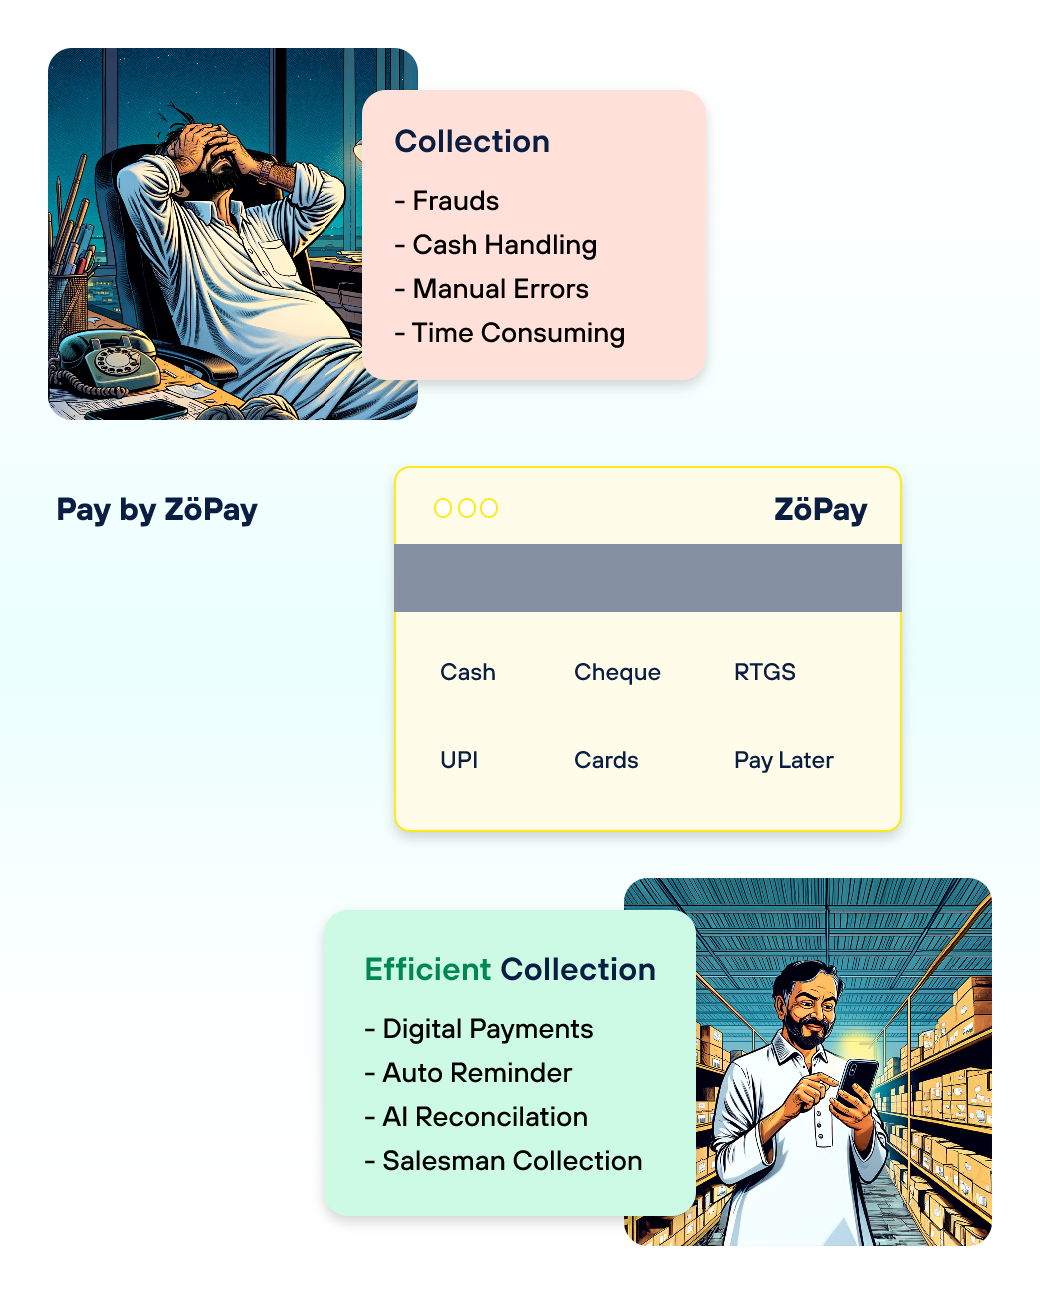 Collection
- Frauds
- Cash Handling
- Manual Errors
- Time Consuming
Pay by ZöPay
ZöPay
Cash Cheque RTGS
UPI Cards Pay Later
Efficient Collection
- Digital Payments
- Auto Reminder
- AI Reconcilation
- Salesman Collection